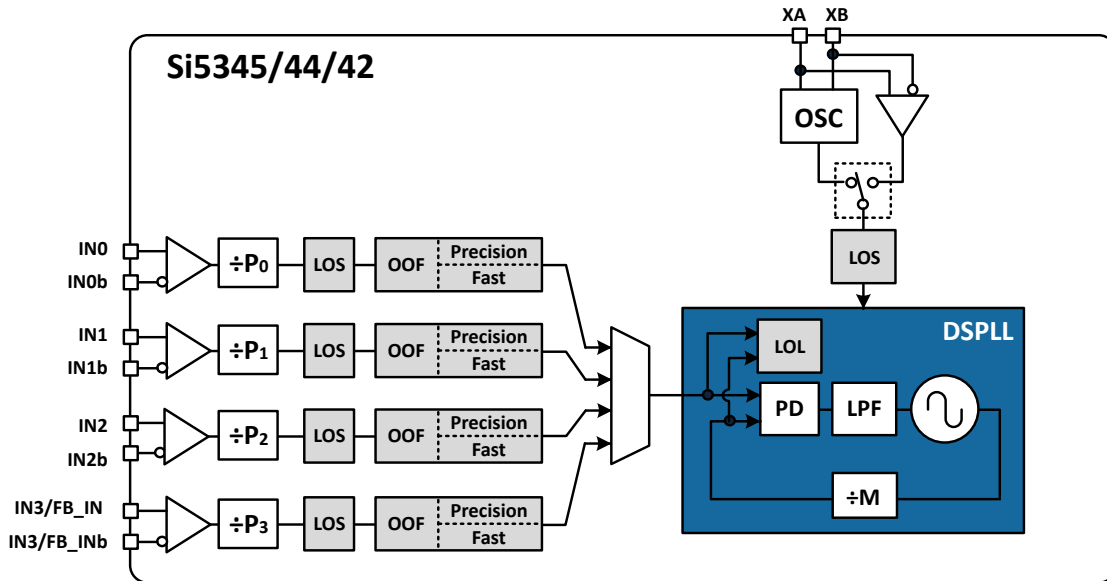 XA XB
Si5345/44/42
OSC
LOS
IN0
IN0b
÷P0
LOS
OOF
Precision
Fast
IN1
IN1b
÷P1
LOS
OOF
Precision
Fast
IN2
IN2b
÷P2
LOS
OOF
Precision
Fast
IN3/FB_IN
IN3/FB_INb
÷P3
LOS
OOF
Precision
Fast
DSPLL
LOL
PD
LPF
÷M